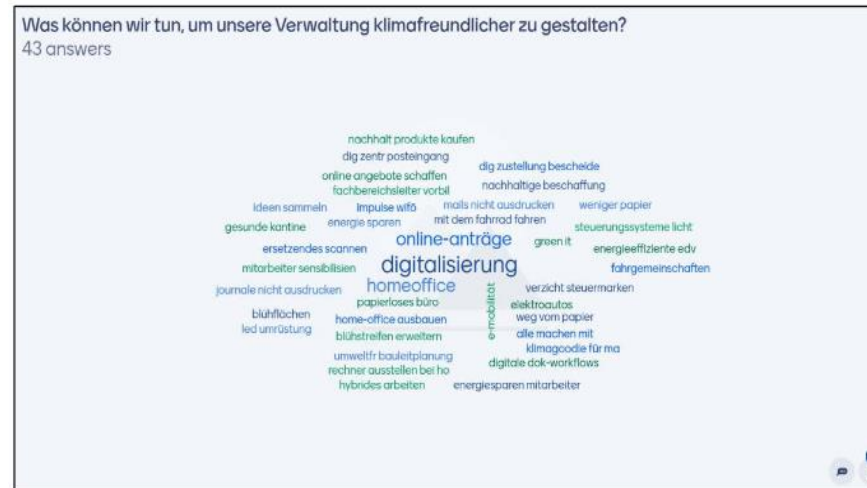 Was können wir tun, um unsere Verwaltung klimafreundlicher zu gestalten?
43 answers
nachhalt produkte kaufen
dig zentr posteingang
dig zustellung bescheide
online angebote schaffen
nachhaltige beschaffung
fachbereichsleiter vorbil
ideen sammeln
impulse wifö
mails nicht ausdrucken
weniger papier
gesunde kantine
energie sparen
mit dem fahrrad fahren
steuerungssysteme licht
online-anträge
green it
ersetzendes scannen
energieeffiziente edv
digitalisierung
mitarbeiter sensibilisien
fahrgemeinschaften
homeoffice
journale nicht ausdrucken
e-mobilität
verzicht steuermarken
papierloses büro
elektroautos
blühflächen
home-office ausbauen
weg vom papier
led umrüstung
blühstreifen erweitern
alle machen mit
klimagoodie für ma
umweltfr bauleitplanung
digitale dok-workflows
rechner ausstellen bei ho
hybrides arbeiten
energiesparen mitarbeiter